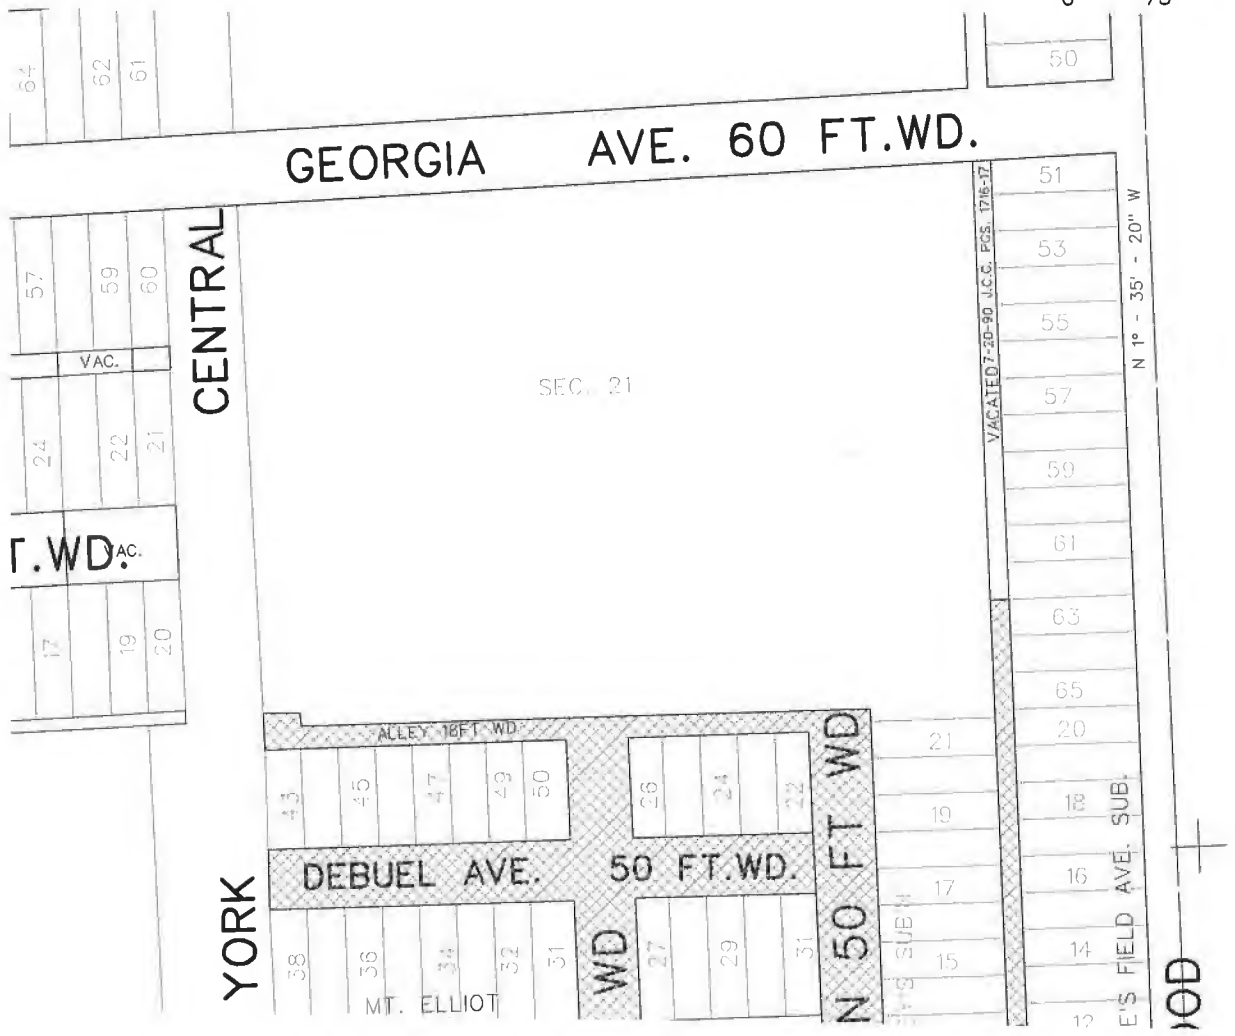 50
64
62
61
GEORGIA AVE. 60 FT.WD.
51
53
55
57
59
61
63
65
20
18
16
14
12
VACATED 7-20-90 J.C.C. PGS. 1716-17
N 1° - 35' - 20" W
CENTRAL
57
59
60
VAC.
24
22
21
T.WD.
VAC.
17
19
20
SEC. 21
ALLEY 18FT WD
43
45
47
49
50
26
24
22
DEBUEL AVE. 50 FT.WD.
38
36
34
32
31
27
29
31
MT. ELLIOT
YORK
WD
N 50 FT WD
21
19
17
15
SUB
E'S FIELD AVE. SUB.
OD